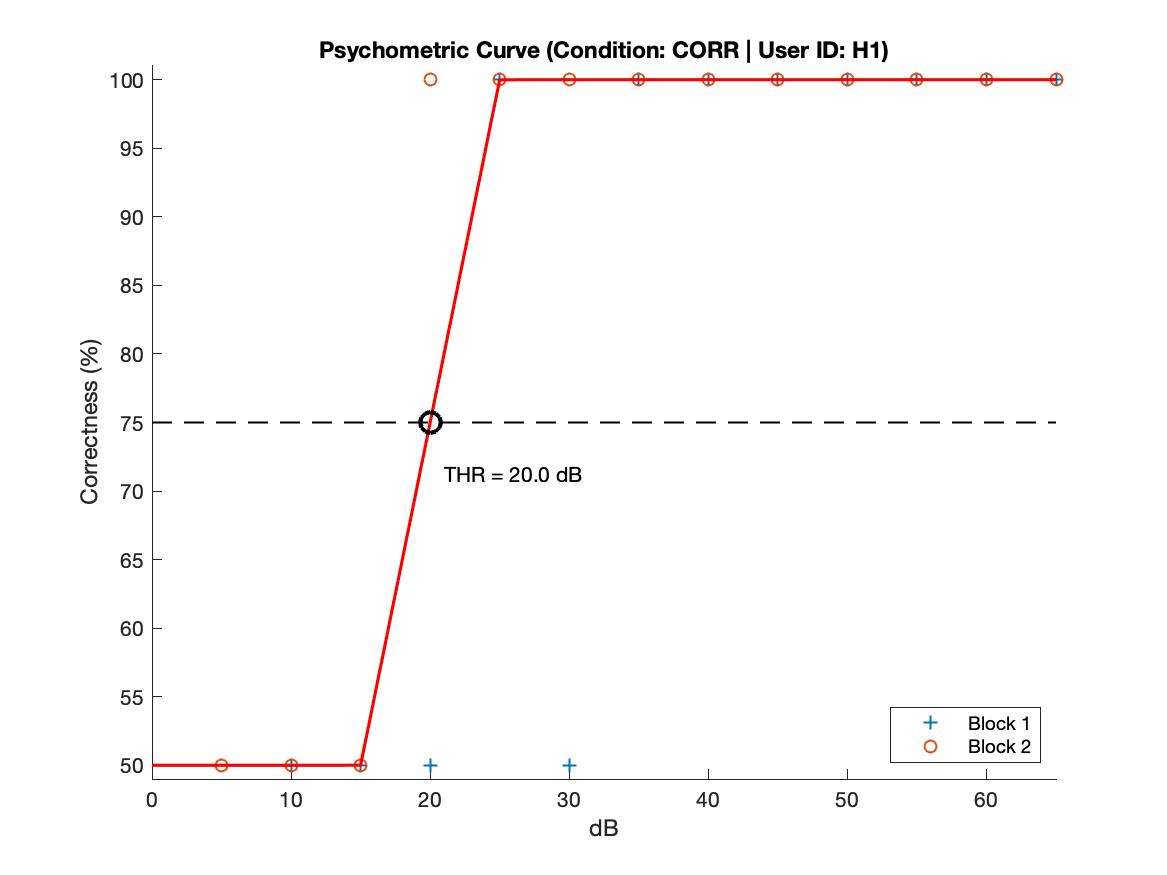 Psychometric Curve (Condition: CORR | User ID: H1)
100
95
90
85
80
75
70
65
60
55
50
Correctness (%)
THR = 20.0 dB
Block 1
Block 2
0 10 20 30 40 50 60
dB